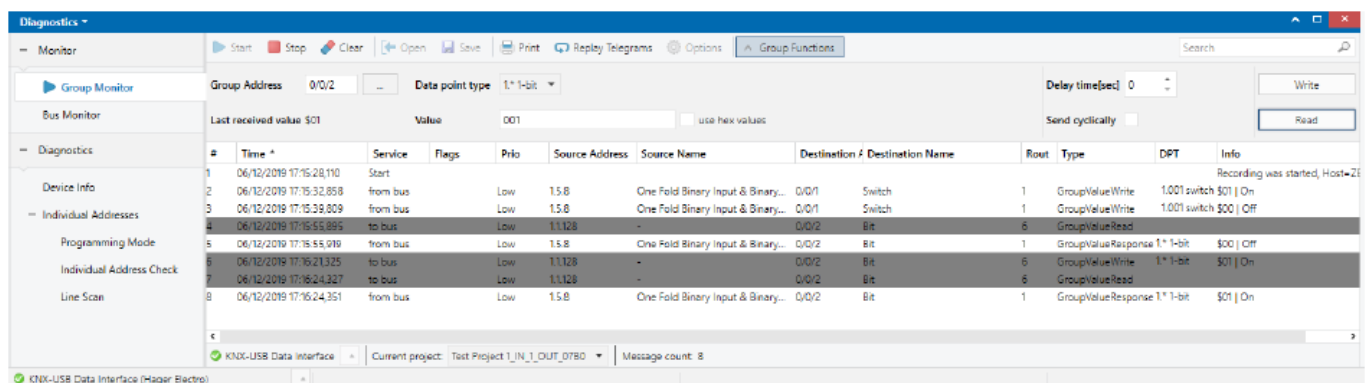 Diagnostics
Monitor
Start Stop Clear Open Save Print Replay Telegrams Options Group Functions Search
Group Monitor
Group Address 0/0/2 ... Data point type 1.* 1-bit Delay time[sec] 0 Write
Bus Monitor
Last received value $01 Value 001 use hex values Send cyclically Read
Diagnostics
# Time Service Flags Prio Source Address Source Name Destination A Destination Name Rout Type DPT Info
1 06/12/2019 17:15:28,110 Start Recording was started, Host=ZE
Device Info
2 06/12/2019 17:15:32,858 from bus Low 1.5.8 One Fold Binary Input & Binary... 0/0/1 Switch 1 GroupValueWrite 1.001 switch $01 | On
Individual Addresses
3 06/12/2019 17:15:39,809 from bus Low 1.5.8 One Fold Binary Input & Binary... 0/0/1 Switch 1 GroupValueWrite 1.001 switch $00 | Off
4 06/12/2019 17:15:55,895 to bus Low 1.1.128 - 0/0/2 Bit 6 GroupValueRead
Programming Mode
5 06/12/2019 17:15:55,919 from bus Low 1.5.8 One Fold Binary Input & Binary... 0/0/2 Bit 1 GroupValueResponse 1.* 1-bit $00 | Off
6 06/12/2019 17:16:21,325 to bus Low 1.1.128 - 0/0/2 Bit 6 GroupValueWrite 1.* 1-bit $01 | On
Individual Address Check
7 06/12/2019 17:16:24,327 to bus Low 1.1.128 - 0/0/2 Bit 6 GroupValueRead
Line Scan
8 06/12/2019 17:16:24,351 from bus Low 1.5.8 One Fold Binary Input & Binary... 0/0/2 Bit 1 GroupValueResponse 1.* 1-bit $01 | On
KNX-USB Data Interface Current project: Test Project 1_IN_1_OUT_07B0 Message count: 8
KNX-USB Data Interface (Hager Electro)